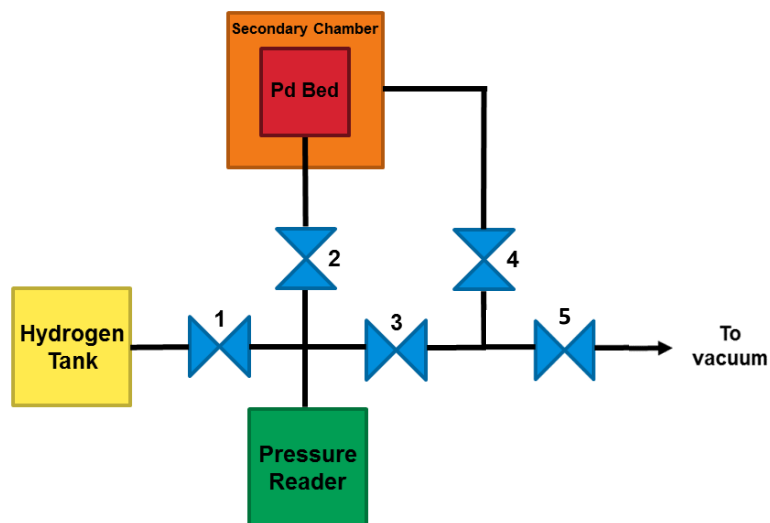 Secondary Chamber
Pd Bed
2
4
1
3
5
Hydrogen
Tank
To
vacuum
Pressure
Reader